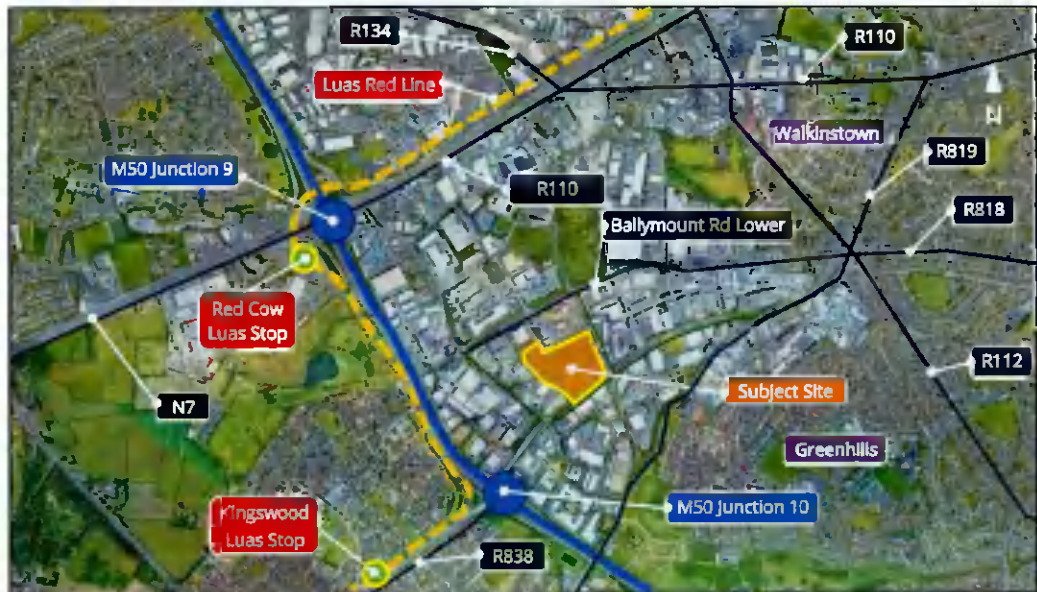 R134
R110
Luas Red Line
N
Walkinstown
M50 Junction 9
R819
R110
R818
Ballymount Rd Lower
Red Cow
Luas Stop
R112
Subject Site
N7
Greenhills
Kingswood
Luas Stop
M50 Junction 10
R838